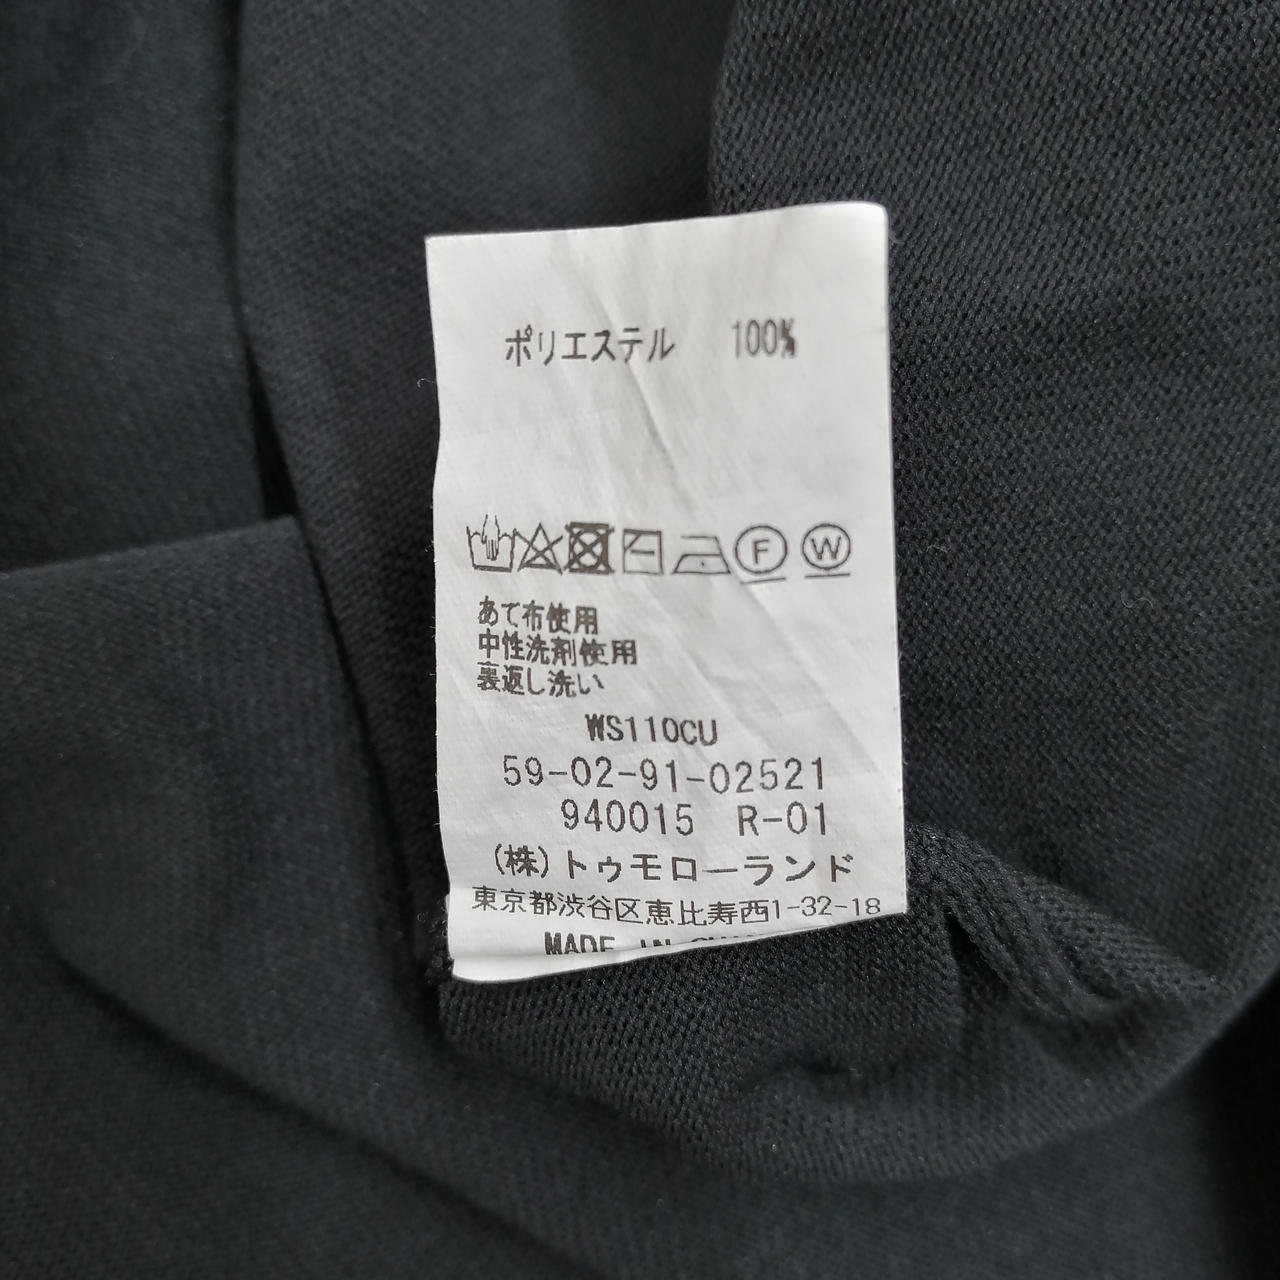 ポリエステル 100%
F W
あて布使用
中性洗剤使用
裏返し洗い
WS110CU
59-02-91-02521
940015 R-01
(株)トゥモローランド
東京都渋谷区恵比寿西1-32-18
MADE IN